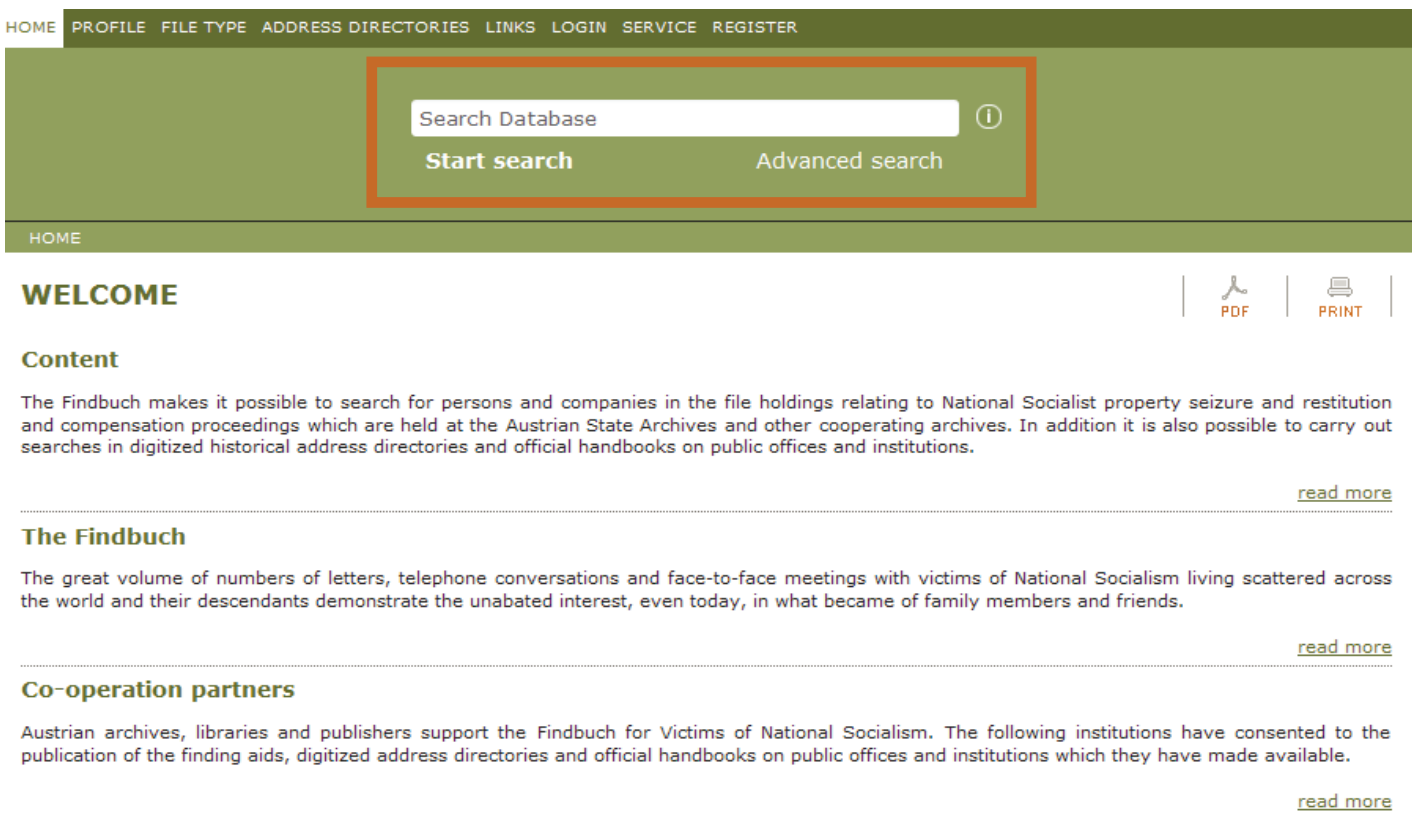 HOME PROFILE FILE TYPE ADDRESS DIRECTORIES LINKS LOGIN SERVICE REGISTER
Search Database
Start search Advanced search
HOME
WELCOME
PDF PRINT
Content
The Findbuch makes it possible to search for persons and companies in the file holdings relating to National Socialist property seizure and restitution
and compensation proceedings which are held at the Austrian State Archives and other cooperating archives. In addition it is also possible to carry out
searches in digitized historical address directories and official handbooks on public offices and institutions.
read more
The Findbuch
The great volume of numbers of letters, telephone conversations and face-to-face meetings with victims of National Socialism living scattered across
the world and their descendants demonstrate the unabated interest, even today, in what became of family members and friends.
read more
Co-operation partners
Austrian archives, libraries and publishers support the Findbuch for Victims of National Socialism. The following institutions have consented to the
publication of the finding aids, digitized address directories and official handbooks on public offices and institutions which they have made available.
read more